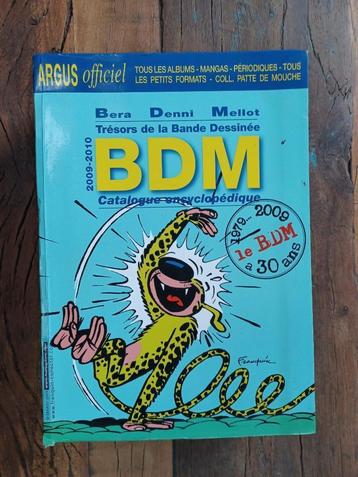 ARGUS officiel
TOUS LES ALBUMS - MANGAS - PÉRIODIQUES - TOUS
LES PETITS FORMATS - COLL. PATTE DE MOUCHE
Bera Denni Mellot
Trésors de la Bande Dessinée
2009-2010
BDM
Catalogue encyclopédique
1979... 2009
le BDM
a 30 ans
Franquin